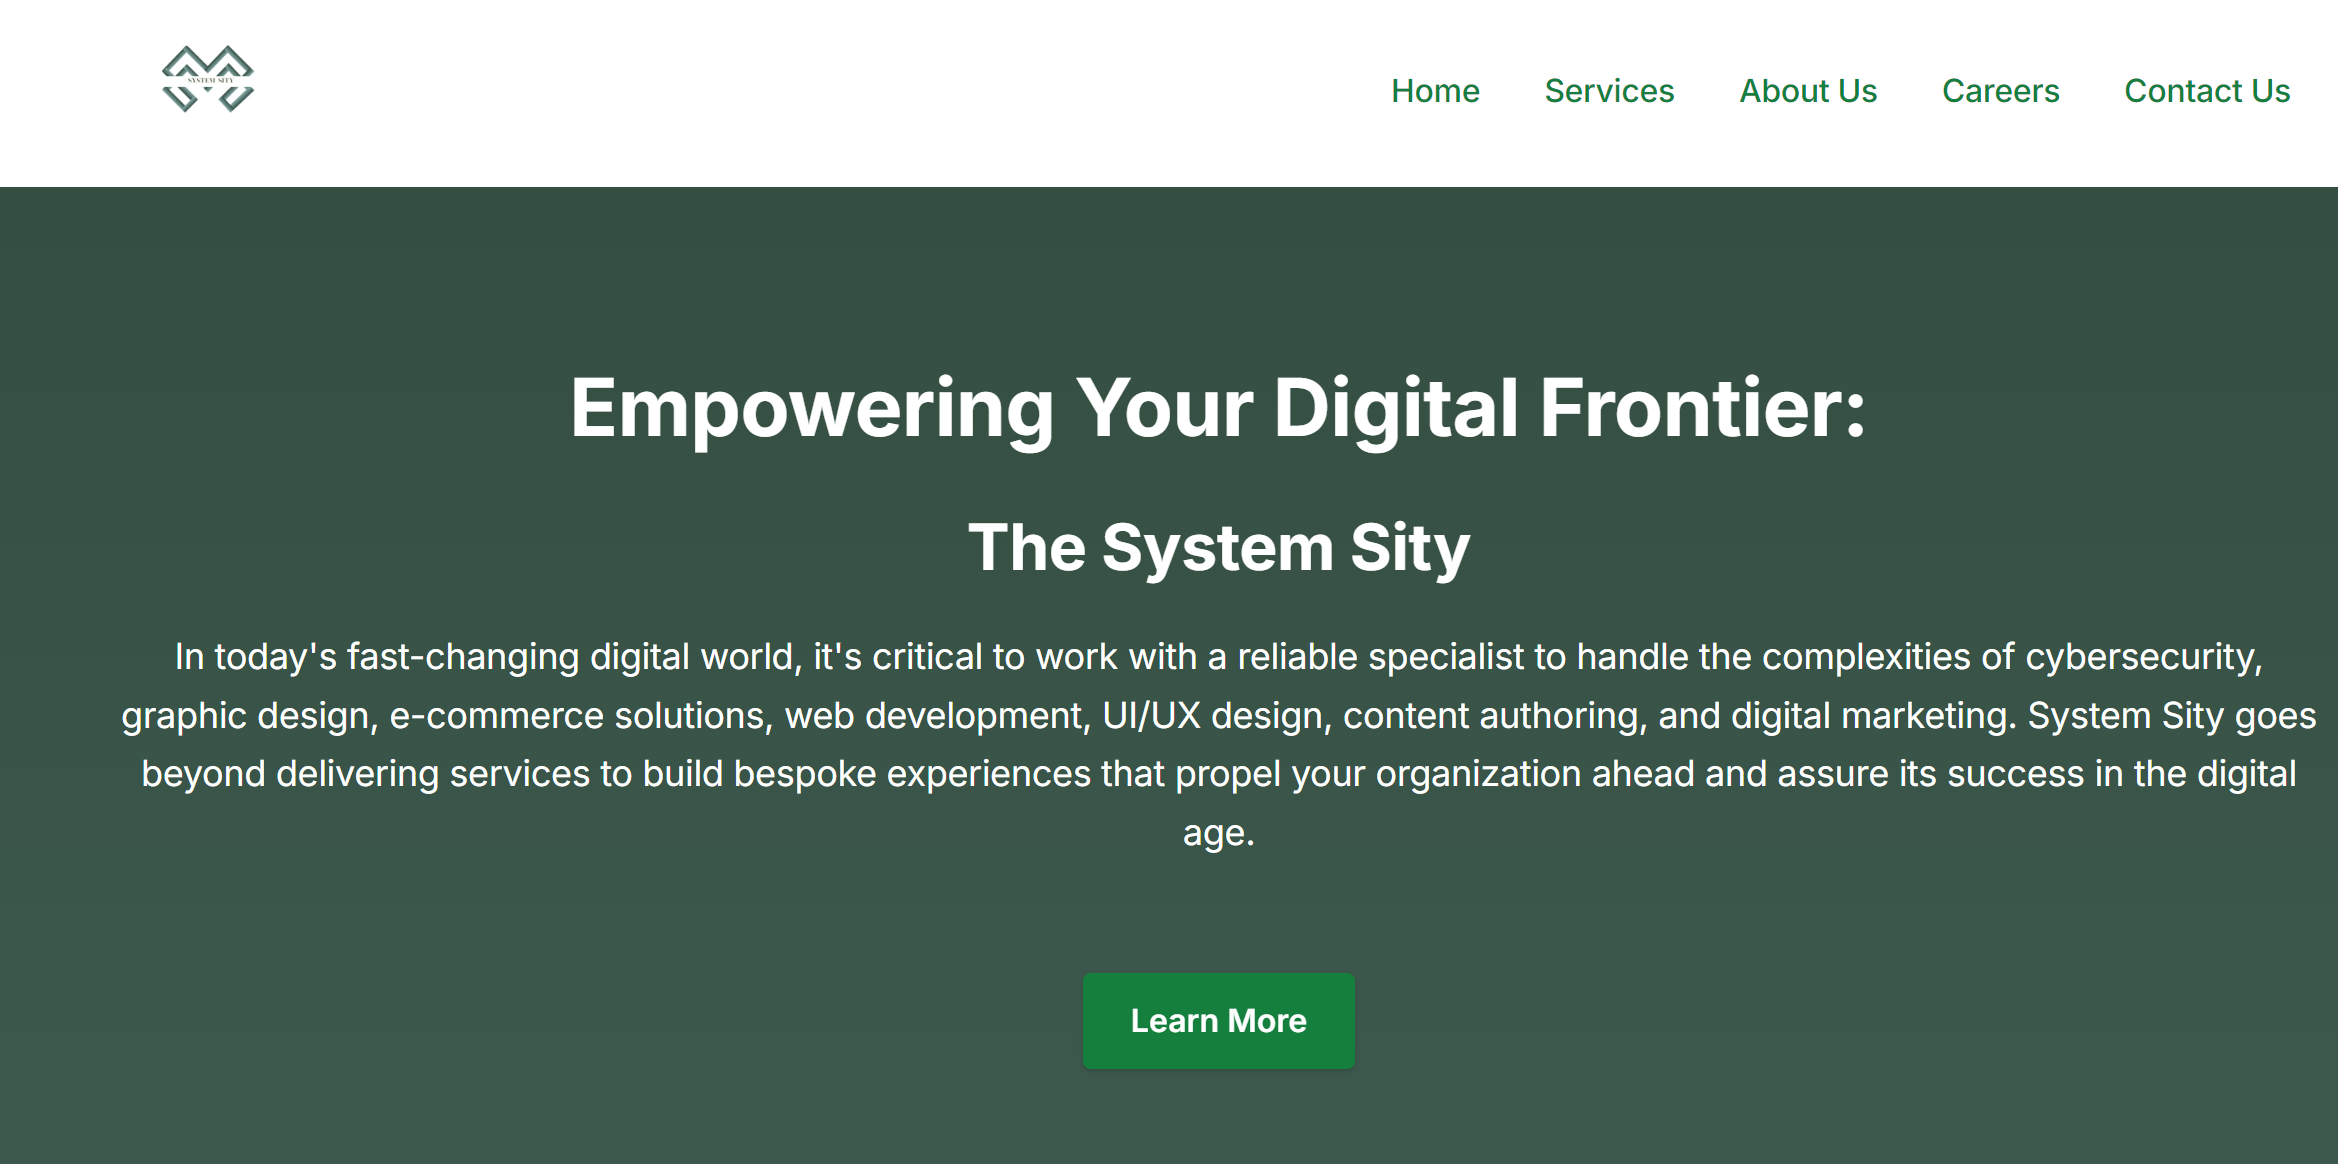 SYSTEM SITY
Home Services About Us Careers Contact Us
Empowering Your Digital Frontier:
The System Sity
In today's fast-changing digital world, it's critical to work with a reliable specialist to handle the complexities of cybersecurity,
graphic design, e-commerce solutions, web development, UI/UX design, content authoring, and digital marketing. System Sity goes
beyond delivering services to build bespoke experiences that propel your organization ahead and assure its success in the digital
age.
Learn More